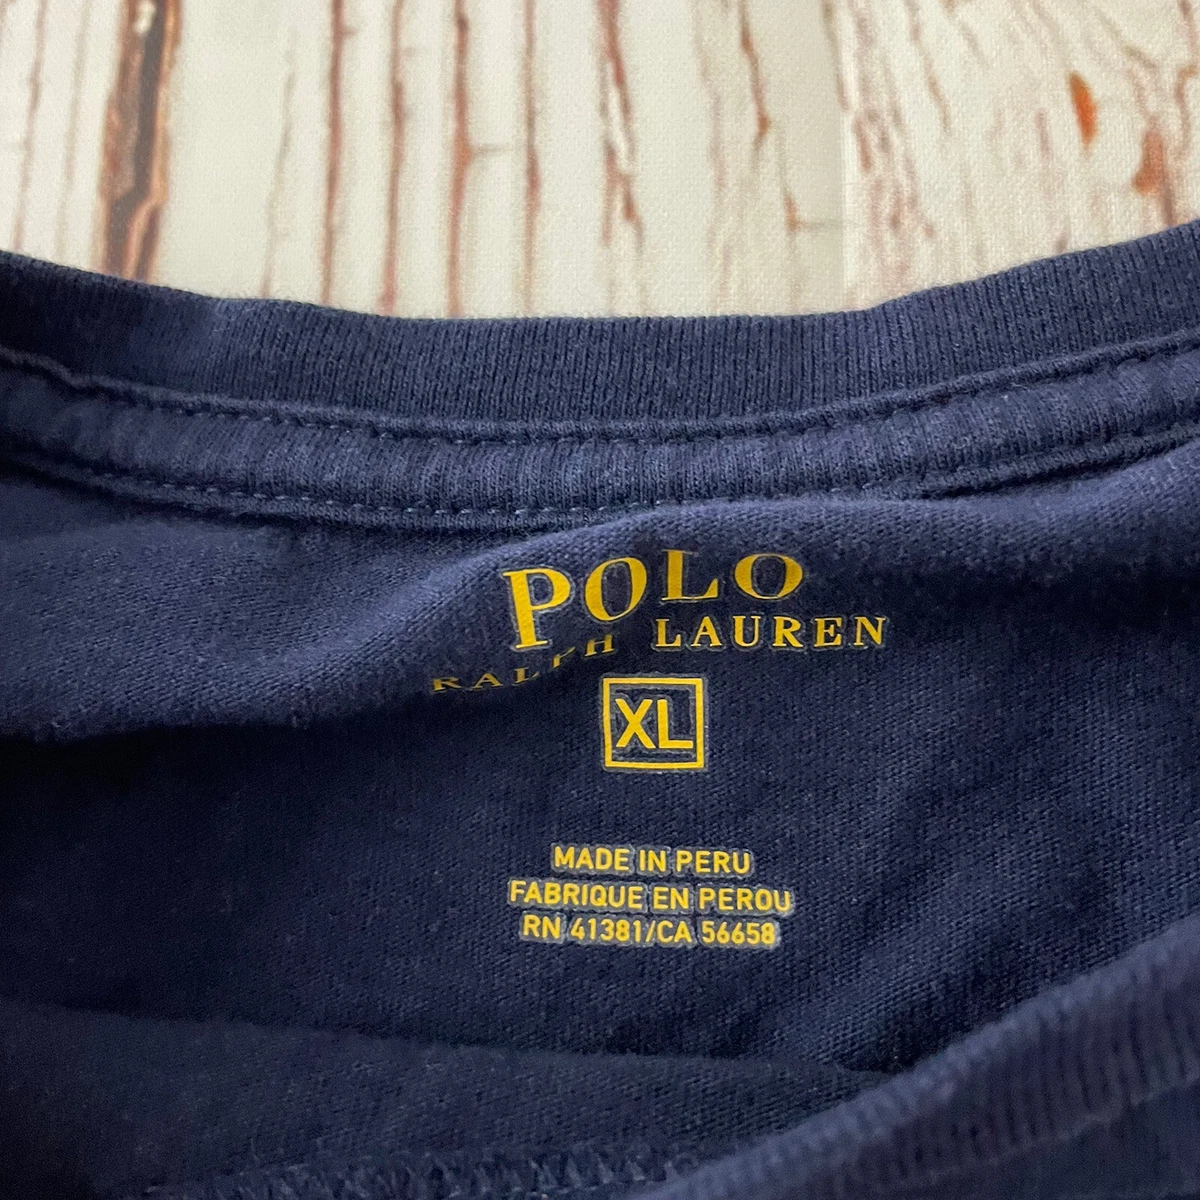 POLO
RALPH LAUREN
XL
MADE IN PERU
FABRIQUE EN PEROU
RN 41381/CA 56658